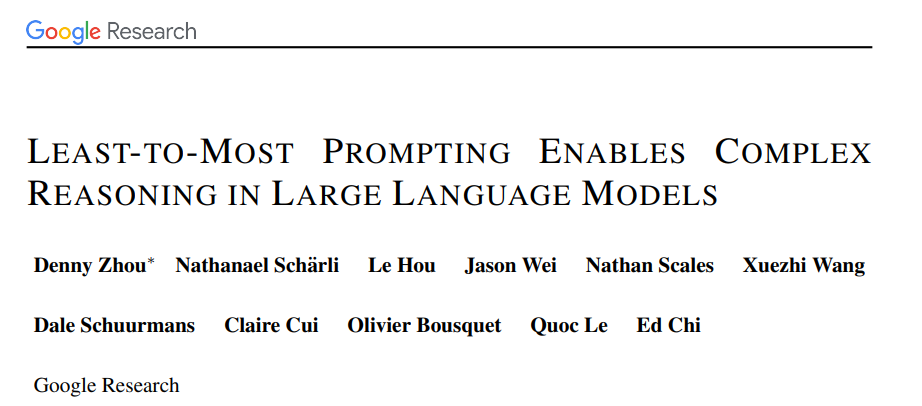 Google Research
LEAST-TO-MOST PROMPTING ENABLES COMPLEX
REASONING IN LARGE LANGUAGE MODELS
Denny Zhou* Nathanael Schärli Le Hou Jason Wei Nathan Scales Xuezhi Wang
Dale Schuurmans Claire Cui Olivier Bousquet Quoc Le Ed Chi
Google Research